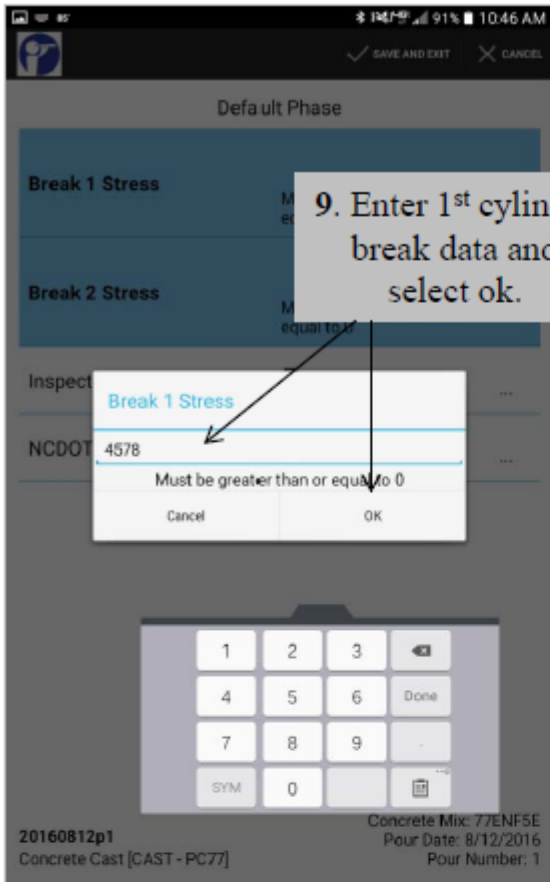 91% 10:46 AM
SAVE AND EXIT CANCEL
Default Phase
Break 1 Stress
9. Enter 1st cylin
break data and
select ok.
Break 2 Stress
equal to 0
Inspect
...
NCDOT
...
Break 1 Stress
4578
Must be greater than or equal to 0
Cancel OK
1 2 3
4 5 6 Done
7 8 9 .
SYM 0
Concrete Mix: 77ENF5E
20160812p1 Pour Date: 8/12/2016
Concrete Cast [CAST - PC77] Pour Number: 1